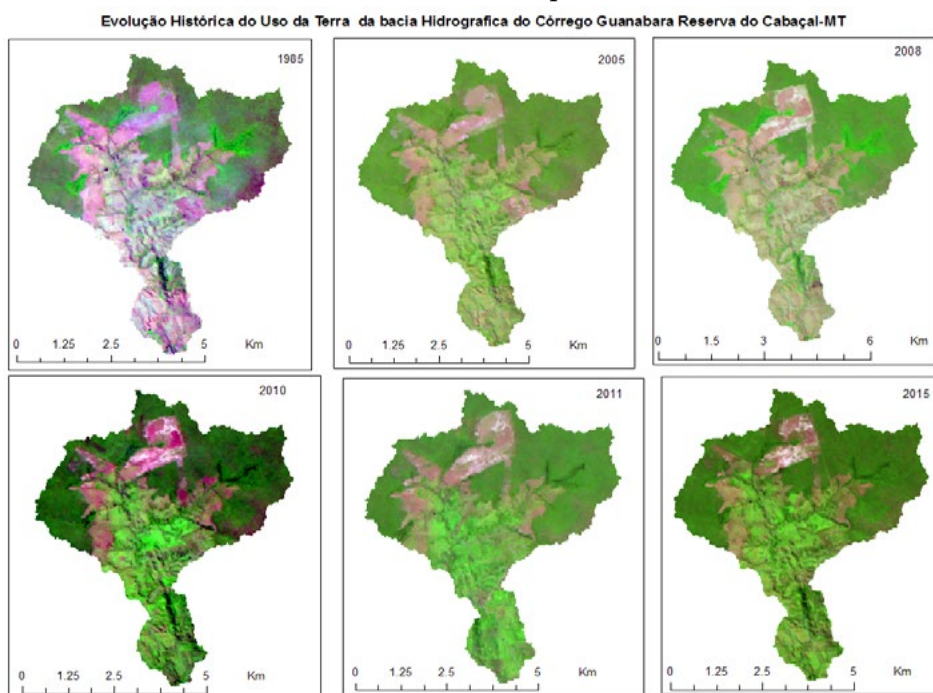 Evolução Histórica do Uso da Terra da bacia Hidrografica do Córrego Guanabara Reserva do Cabaçal-MT
1985
0 1.25 2.5 5 Km
2005
0 1.25 2.5 5 Km
2008
0 1.5 3 6 Km
2010
0 1.25 2.5 5 Km
2011
0 1.25 2.5 5 Km
2015
0 1.25 2.5 5 Km